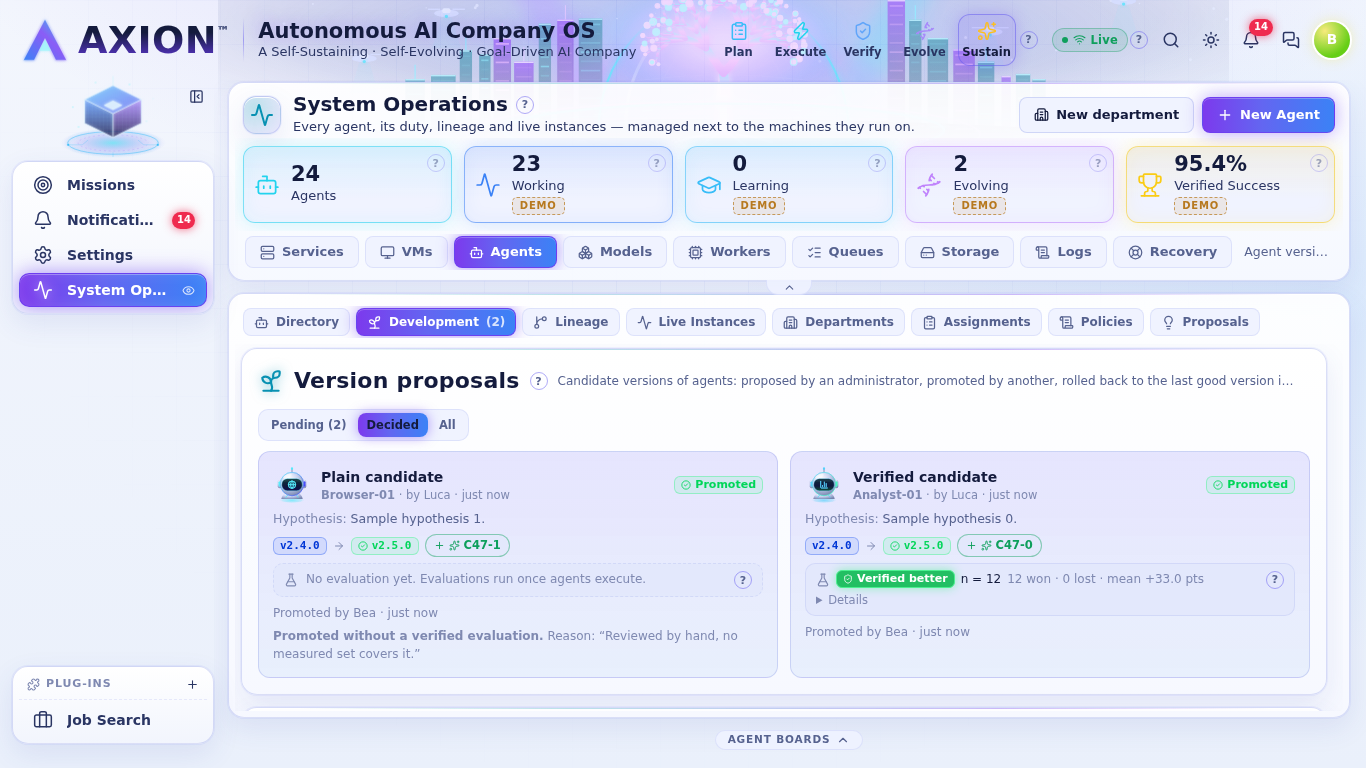 AXION™
Autonomous AI Company OS
A Self-Sustaining · Self-Evolving · Goal-Driven AI Company
Plan
Execute
Verify
Evolve
Sustain
?
Live
?
14
B
System Operations ?
Every agent, its duty, lineage and live instances — managed next to the machines they run on.
New department
+ New Agent
Missions
Notificati… 14
Settings
System Op…
24
Agents
?
23
Working
DEMO
?
0
Learning
DEMO
?
2
Evolving
DEMO
?
95.4%
Verified Success
DEMO
?
Services
VMs
Agents
Models
Workers
Queues
Storage
Logs
Recovery
Agent versi…
Directory
Development (2)
Lineage
Live Instances
Departments
Assignments
Policies
Proposals
Version proposals ? Candidate versions of agents: proposed by an administrator, promoted by another, rolled back to the last good version i…
Pending (2) Decided All
Plain candidate
Browser-01 · by Luca · just now
Promoted
Hypothesis: Sample hypothesis 1.
v2.4.0 → v2.5.0 + C47-1
No evaluation yet. Evaluations run once agents execute. ?
Promoted by Bea · just now
Promoted without a verified evaluation. Reason: “Reviewed by hand, no
measured set covers it.”
Verified candidate
Analyst-01 · by Luca · just now
Promoted
Hypothesis: Sample hypothesis 0.
v2.4.0 → v2.5.0 + C47-0
Verified better n = 12 12 won · 0 lost · mean +33.0 pts ?
▶ Details
Promoted by Bea · just now
PLUG-INS +
Job Search
AGENT BOARDS